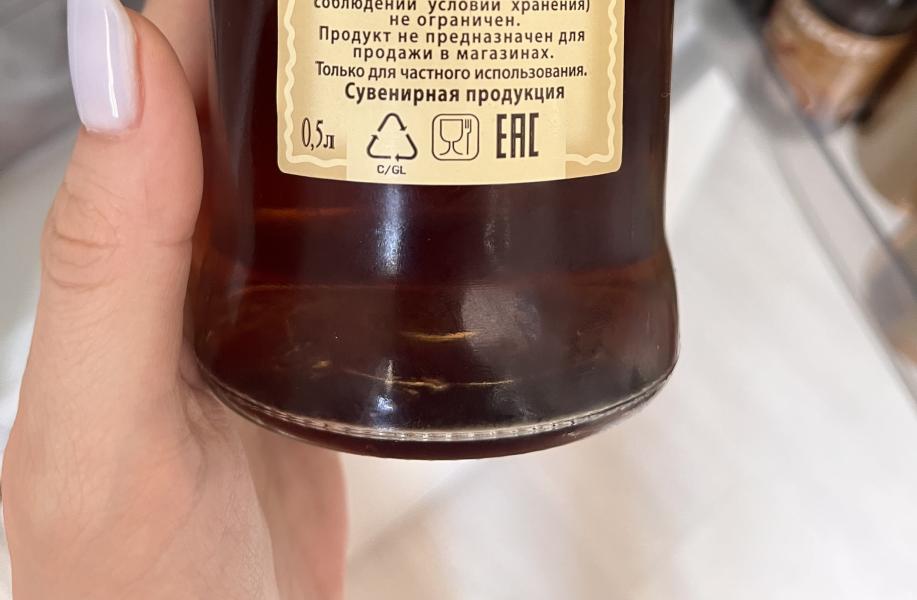 соблюдении условий хранения)
не ограничен.
Продукт не предназначен для
продажи в магазинах.
Только для частного использования.
Сувенирная продукция
0,5л
C/GL
EAC